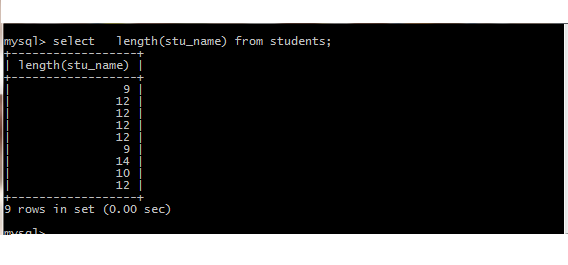 mysql> select   length(stu_name) from students;
+------------------+
| length(stu_name) |
+------------------+
|                9 |
|               12 |
|               12 |
|               12 |
|               12 |
|                9 |
|               14 |
|               10 |
|               12 |
+------------------+
9 rows in set (0.00 sec)
mysql>